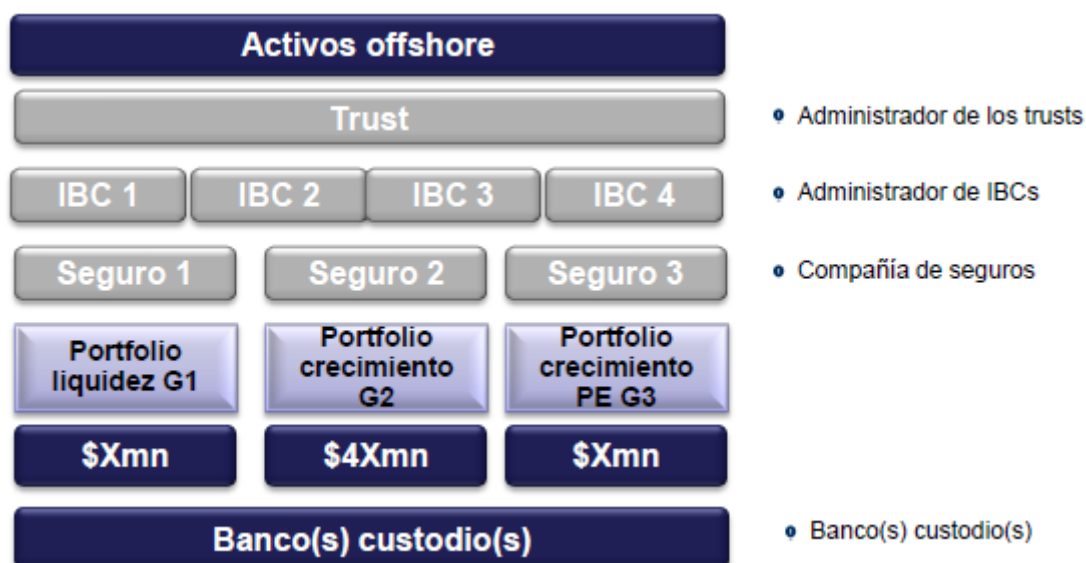 Activos offshore
Trust
Administrador de los trusts
IBC 1
IBC 2
IBC 3
IBC 4
Administrador de IBCs
Seguro 1
Seguro 2
Seguro 3
Compañía de seguros
Portfolio
liquidez G1
Portfolio
crecimiento
G2
Portfolio
crecimiento
PE G3
$Xmn
$4Xmn
$Xmn
Banco(s) custodio(s)
Banco(s) custodio(s)